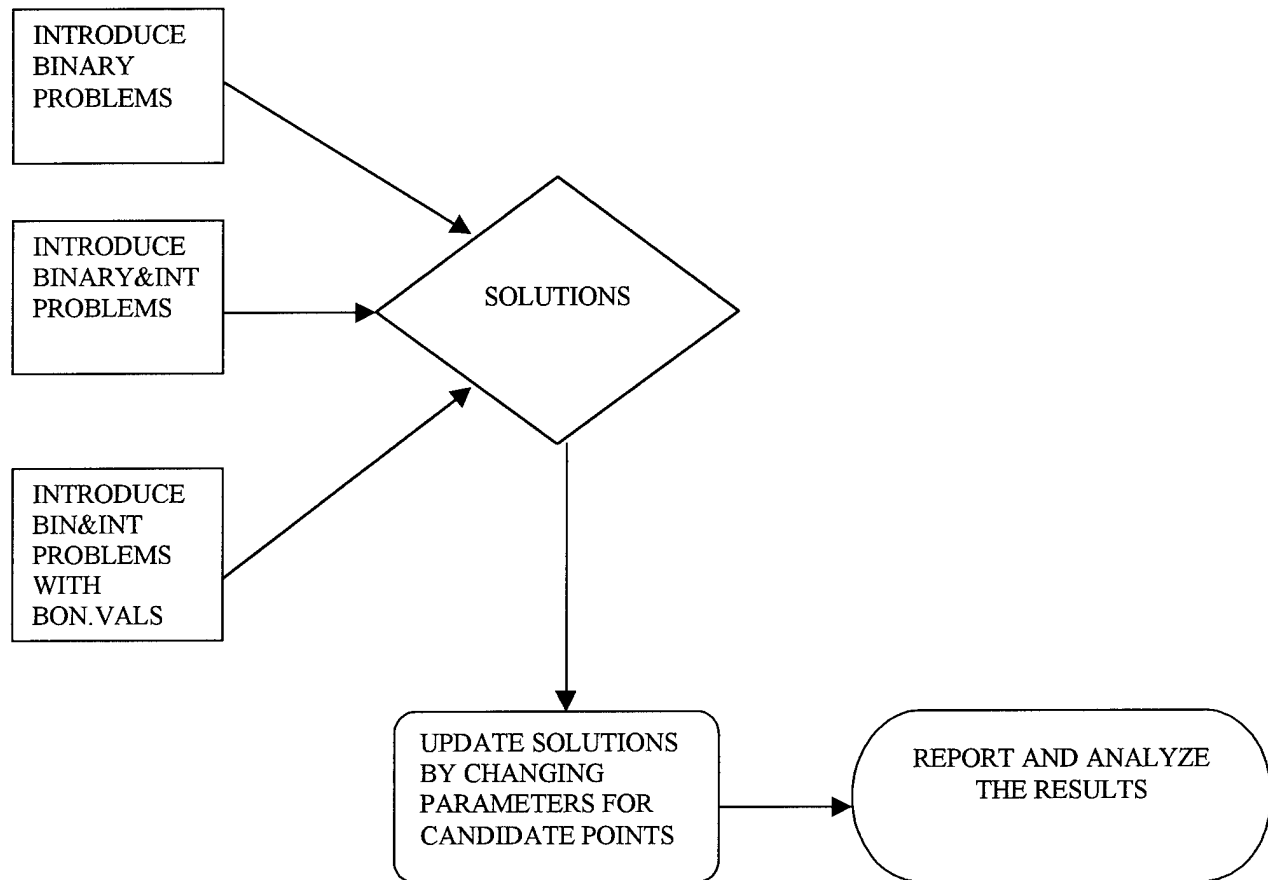 INTRODUCE
BINARY
PROBLEMS
INTRODUCE
BINARY&INT
PROBLEMS
SOLUTIONS
INTRODUCE
BIN&INT
PROBLEMS
WITH
BON.VALS
UPDATE SOLUTIONS
BY CHANGING
PARAMETERS FOR
CANDIDATE POINTS
REPORT AND ANALYZE
THE RESULTS